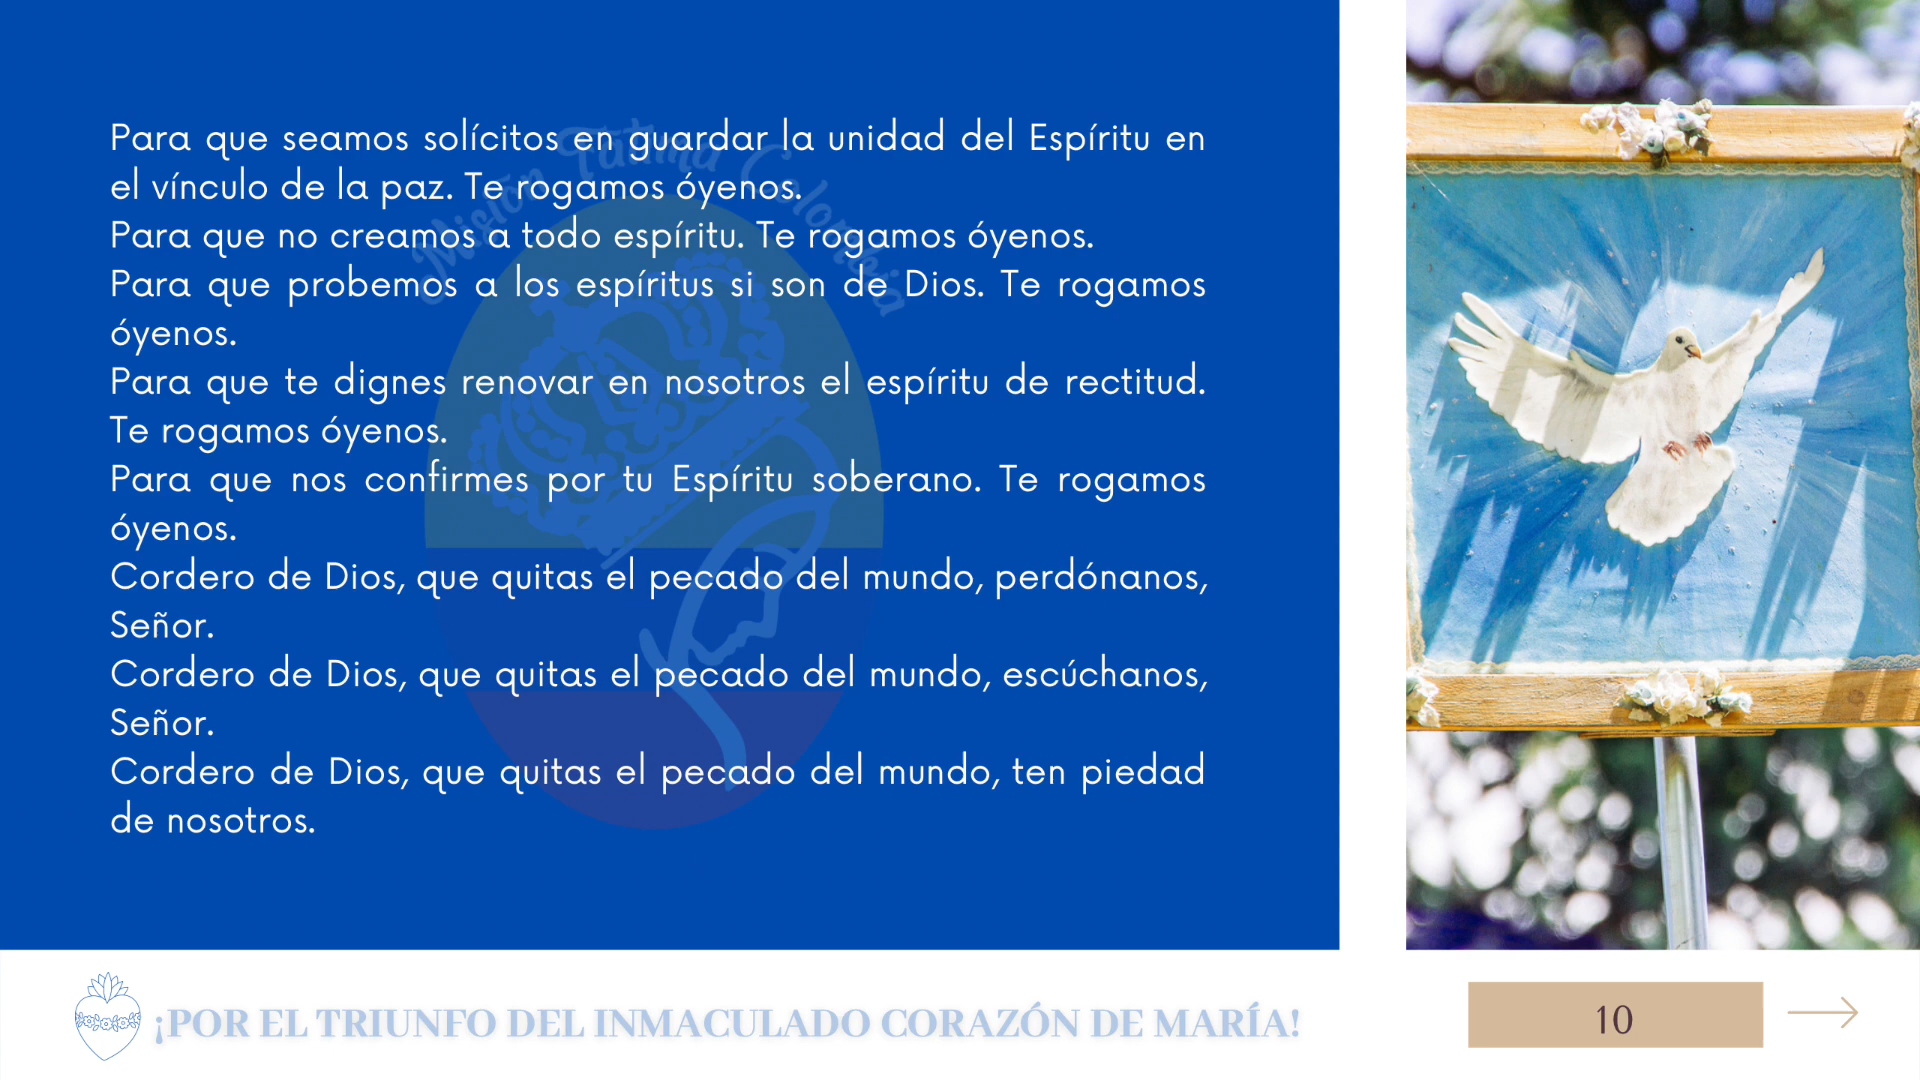 Misión Fátima Colombia
Para que seamos solícitos en guardar la unidad del Espíritu en
el vínculo de la paz. Te rogamos óyenos.
Para que no creamos a todo espíritu. Te rogamos óyenos.
Para que probemos a los espíritus si son de Dios. Te rogamos
óyenos.
Para que te dignes renovar en nosotros el espíritu de rectitud.
Te rogamos óyenos.
Para que nos confirmes por tu Espíritu soberano. Te rogamos
óyenos.
Cordero de Dios, que quitas el pecado del mundo, perdónanos,
Señor.
Cordero de Dios, que quitas el pecado del mundo, escúchanos,
Señor.
Cordero de Dios, que quitas el pecado del mundo, ten piedad
de nosotros.
¡POR EL TRIUNFO DEL INMACULADO CORAZÓN DE MARÍA!
10